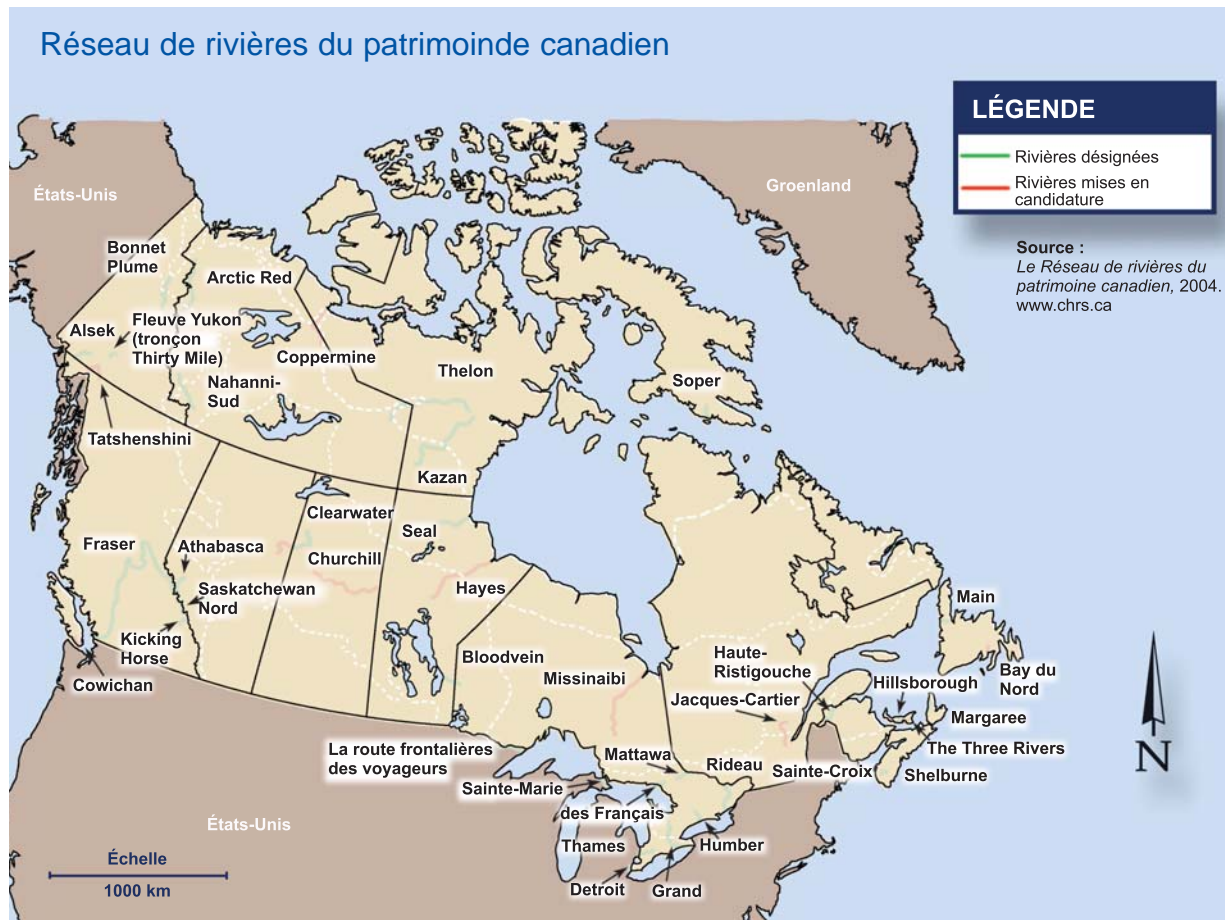 Réseau de rivières du patrimoinde canadien
LÉGENDE
Rivières désignées
Rivières mises en
candidature
Source :
Le Réseau de rivières du
patrimoine canadien, 2004.
www.chrs.ca
États-Unis
Groenland
Bonnet
Plume
Arctic Red
Alsek
Fleuve Yukon
(tronçon
Thirty Mile)
Coppermine
Thelon
Soper
Nahanni-
Sud
Tatshenshini
Kazan
Clearwater
Seal
Fraser
Athabasca
Churchill
Saskatchewan
Nord
Hayes
Kicking
Horse
Cowichan
Bloodvein
Missinaibi
Main
Haute-
Ristigouche
Hillsborough
Bay du
Nord
Jacques-Cartier
Margaree
La route frontalières
des voyageurs
Mattawa
Rideau
Sainte-Croix
The Three Rivers
Shelburne
Sainte-Marie
des Français
États-Unis
Thames
Humber
Detroit
Grand
Échelle
1000 km
N